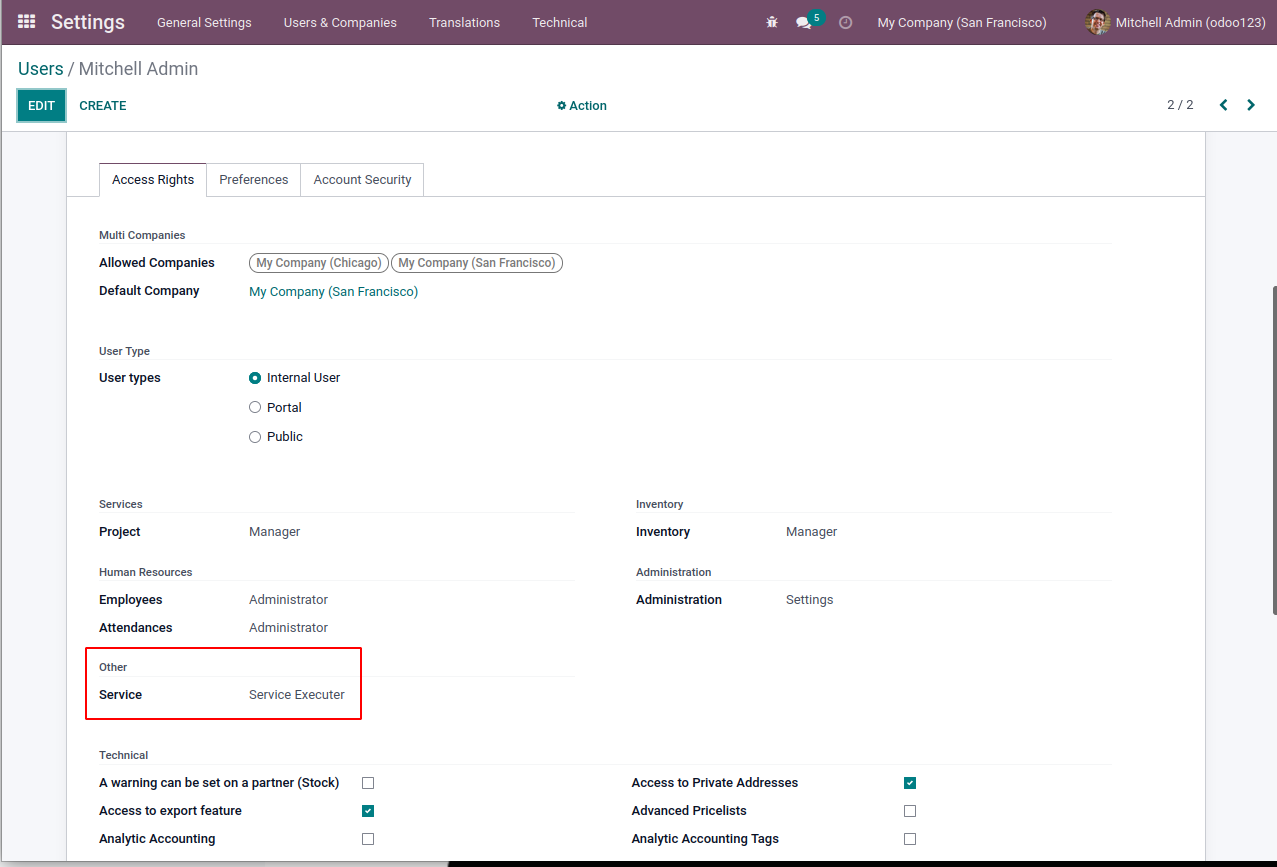 Settings General Settings Users & Companies Translations Technical 5 My Company (San Francisco) Mitchell Admin (odoo123)
Users / Mitchell Admin
EDIT CREATE Action 2 / 2
Access Rights Preferences Account Security
Multi Companies
Allowed Companies My Company (Chicago) My Company (San Francisco)
Default Company My Company (San Francisco)
User Type
User types Internal User
Portal
Public
Services Inventory
Project Manager Inventory Manager
Human Resources Administration
Employees Administrator Administration Settings
Attendances Administrator
Other
Service Service Executer
Technical
A warning can be set on a partner (Stock) Access to Private Addresses
Access to export feature Advanced Pricelists
Analytic Accounting Analytic Accounting Tags